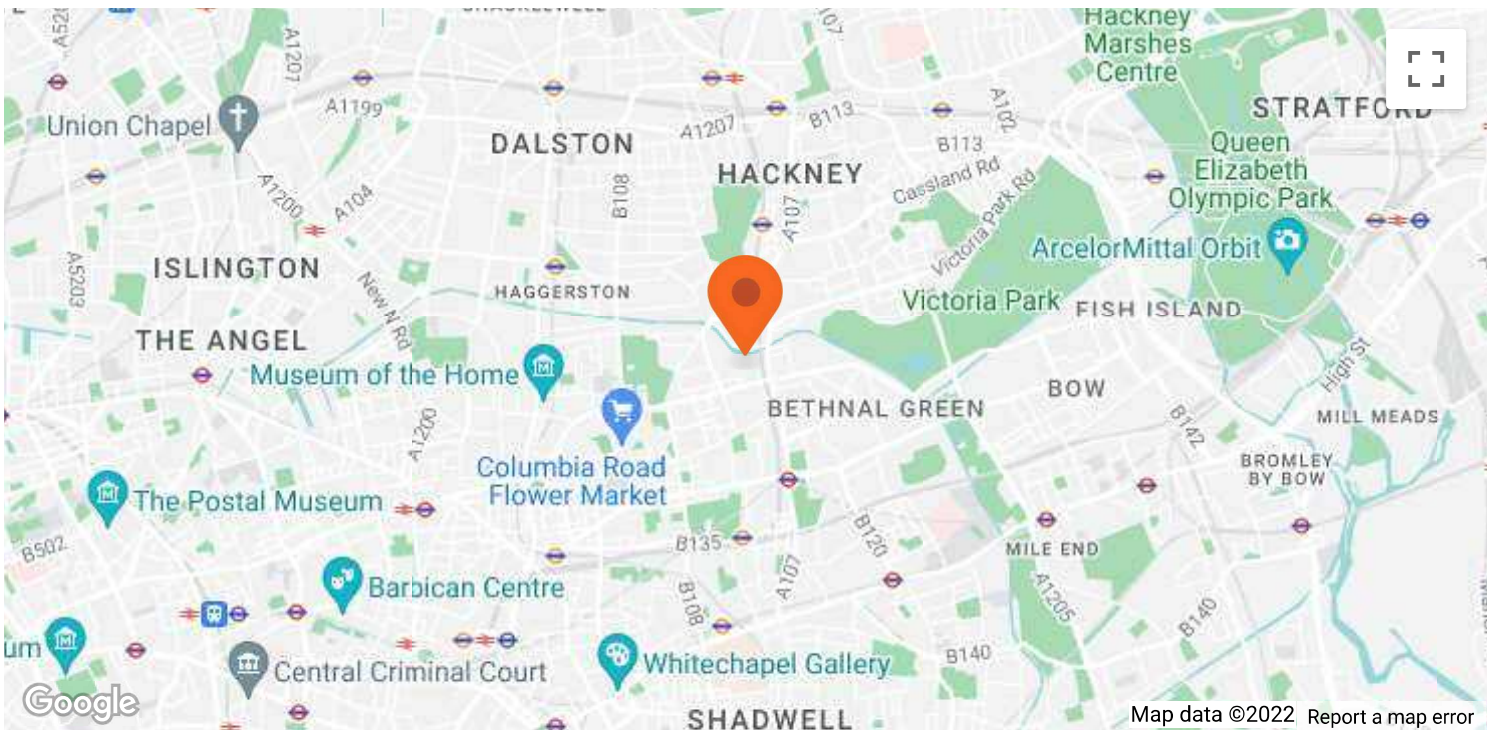 A1207
Hackney
Marshes
Centre
A1199
Union Chapel
DALSTON
A1207
B113
A102
STRATFORD
HACKNEY
B113
Cassland Rd
Queen
Elizabeth
Olympic Park
A1200
A104
B108
A107
Victoria Park Rd
ArcelorMittal Orbit
ISLINGTON
A5203
New N Rd
HAGGERSTON
Victoria Park
FISH ISLAND
THE ANGEL
Museum of the Home
High St
BOW
BETHNAL GREEN
A1200
B142
MILL MEADS
Columbia Road
Flower Market
BROMLEY
BY BOW
The Postal Museum
B502
B135
B120
MILE END
A107
Barbican Centre
B108
A1205
B140
um
Central Criminal Court
Whitechapel Gallery
B140
Google
SHADWELL
Map data ©2022
Report a map error